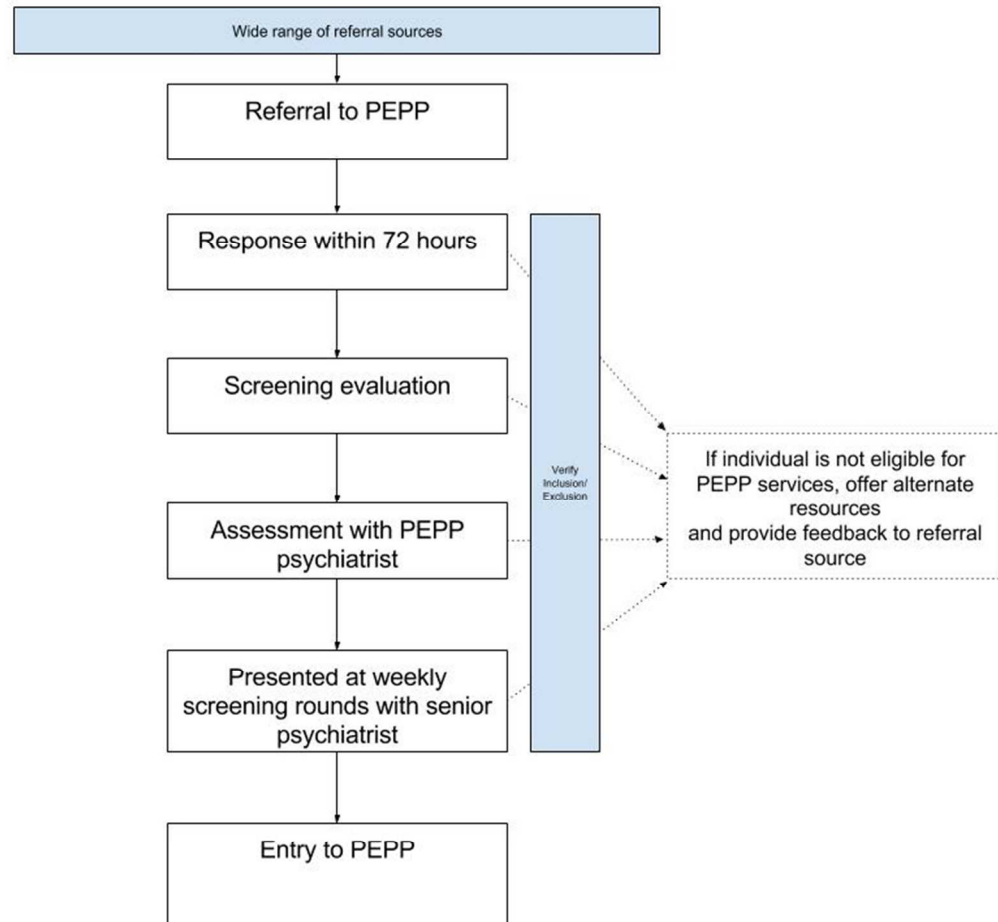 Wide range of referral sources
Referral to PEPP
Response within 72 hours
Screening evaluation
Verify
Inclusion/
Exclusion
If individual is not eligible for
PEPP services, offer alternate
resources
and provide feedback to referral
source
Assessment with PEPP
psychiatrist
Presented at weekly
screening rounds with senior
psychiatrist
Entry to PEPP